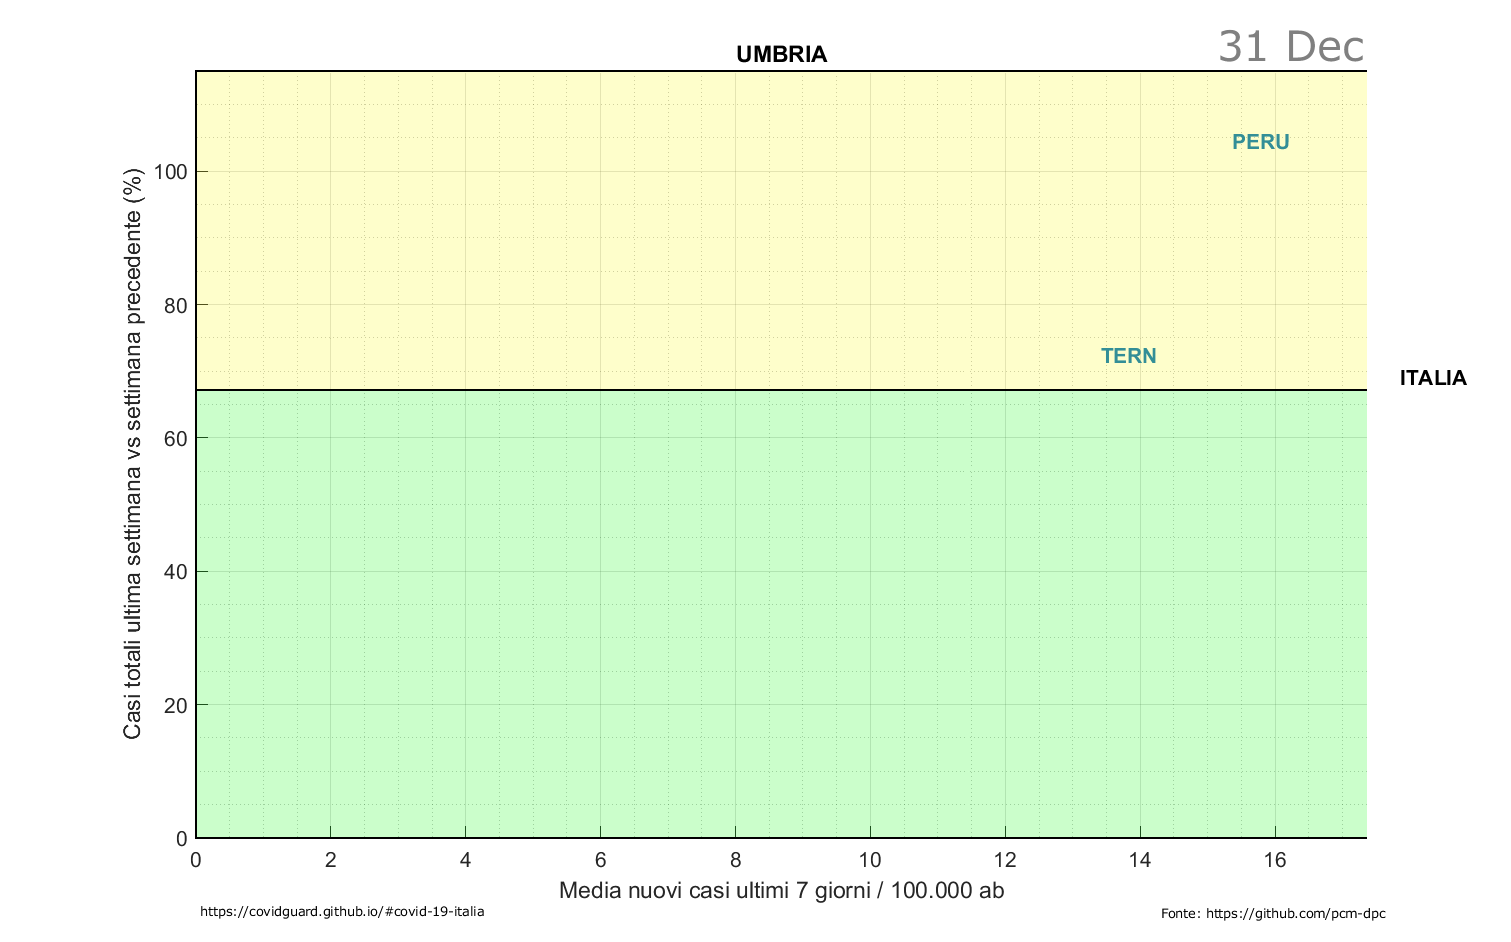 UMBRIA
31 Dec
PERU
TERN
ITALIA
Casi totali ultima settimana vs settimana precedente (%)
100
80
60
40
20
0
0 2 4 6 8 10 12 14 16
Media nuovi casi ultimi 7 giorni / 100.000 ab
https://covidguard.github.io/#covid-19-italia
Fonte: https://github.com/pcm-dpc